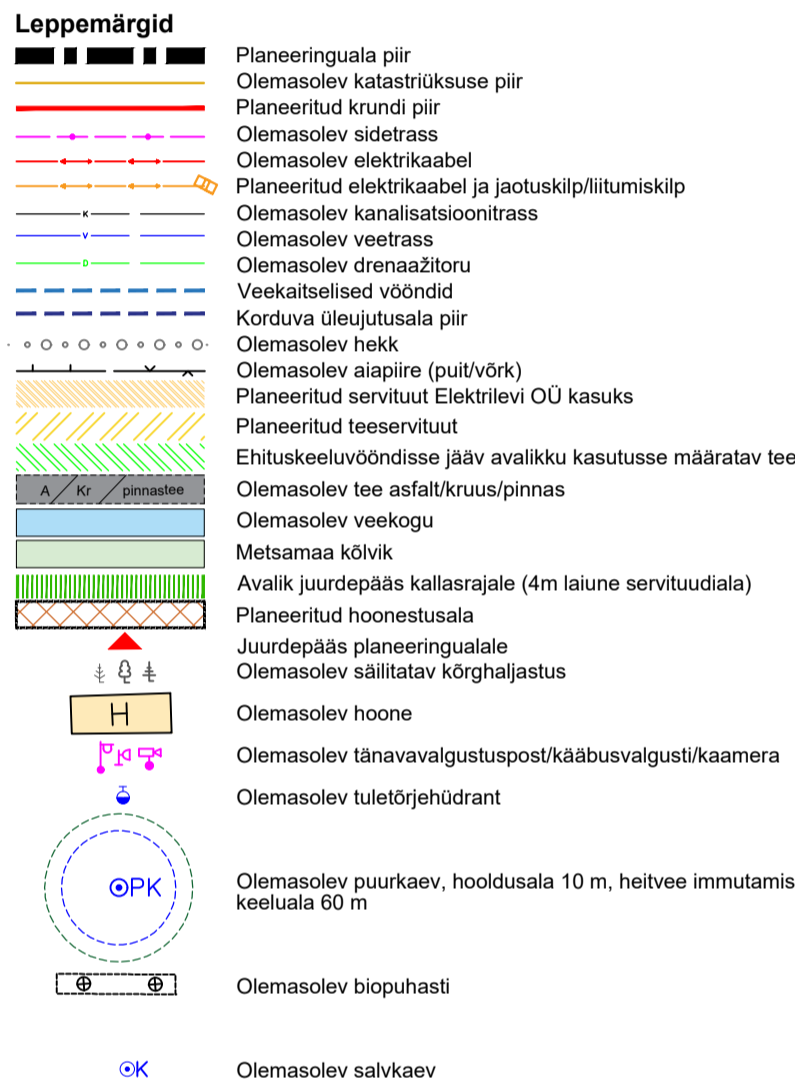 Leppemärgid
Planeeringuala piir
Olemasolev katastriüksuse piir
Planeeritud krundi piir
Olemasolev sidetrass
Olemasolev elektrikaabel
Planeeritud elektrikaabel ja jaotuskilp/liitumiskilp
K Olemasolev kanalisatsioonitrass
V Olemasolev veetrass
D Olemasolev drenaažitoru
Veekaitselised vööndid
Korduva üleujutusala piir
Olemasolev hekk
Olemasolev aiapiire (puit/võrk)
Planeeritud servituut Elektrilevi OÜ kasuks
Planeeritud teeservituut
Ehituskeeluvööndisse jääv avalikku kasutusse määratav tee
A Kr pinnastee Olemasolev tee asfalt/kruus/pinnas
Olemasolev veekogu
Metsamaa kõlvik
Avalik juurdepääs kallasrajale (4m laiune servituudiala)
Planeeritud hoonestusala
Juurdepääs planeeringualale
Olemasolev säilitatav kõrghaljastus
H Olemasolev hoone
Olemasolev tänavavalgustuspost/kääbusvalgusti/kaamera
Olemasolev tuletõrjehüdrant
PK Olemasolev puurkaev, hooldusala 10 m, heitvee immutamis
keeluala 60 m
Olemasolev biopuhasti
K Olemasolev salvkaev